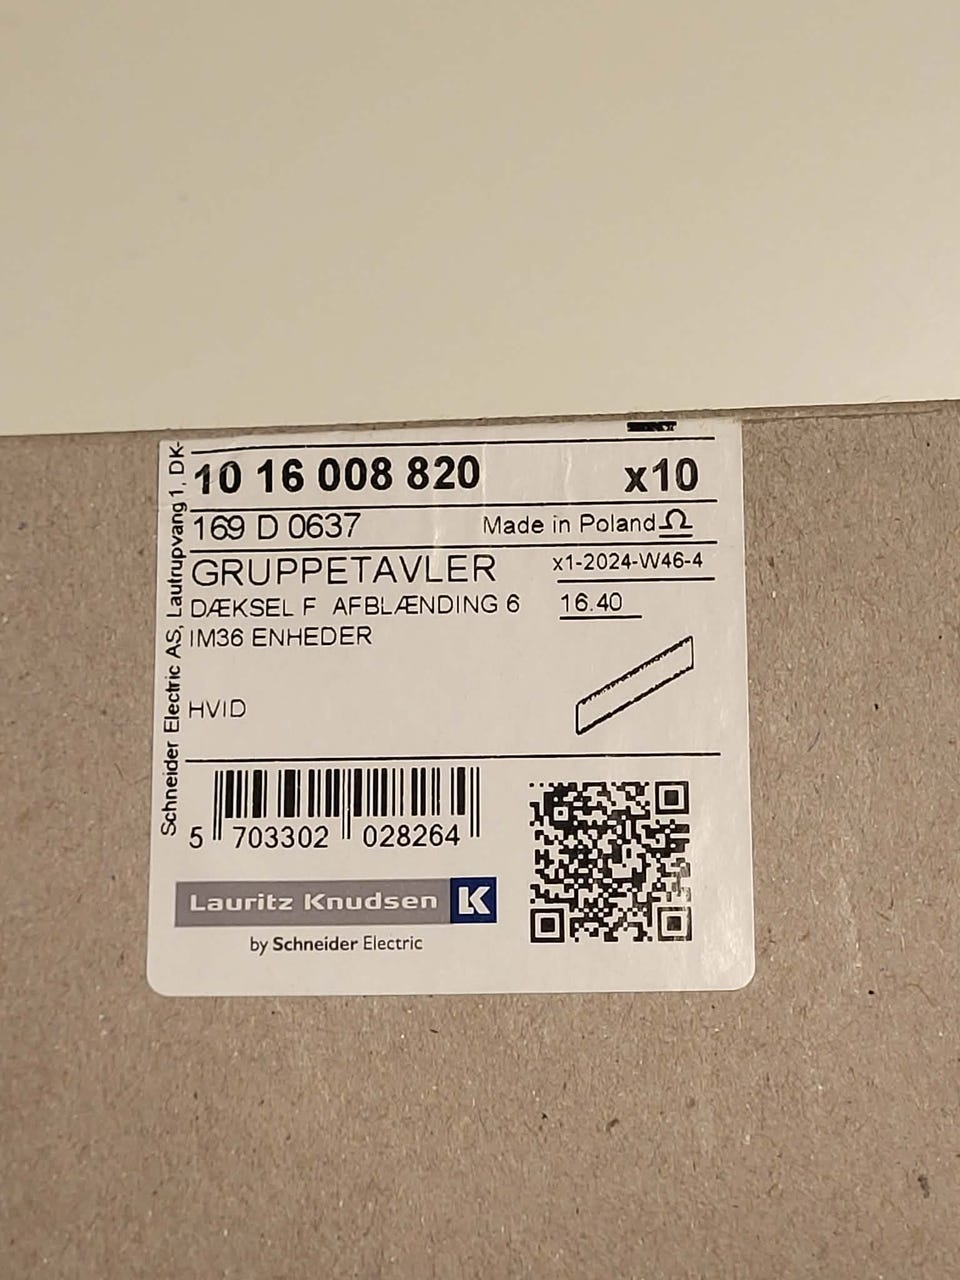 Schneider Electric AS, Lautrupvang 1, DK-
10 16 008 820 x10
169 D 0637 Made in Poland
GRUPPETAVLER x1-2024-W46-4
DÆKSEL F AFBLÆNDING 6 16.40
IM36 ENHEDER
HVID
5 703302 028264
Lauritz Knudsen LK
by Schneider Electric